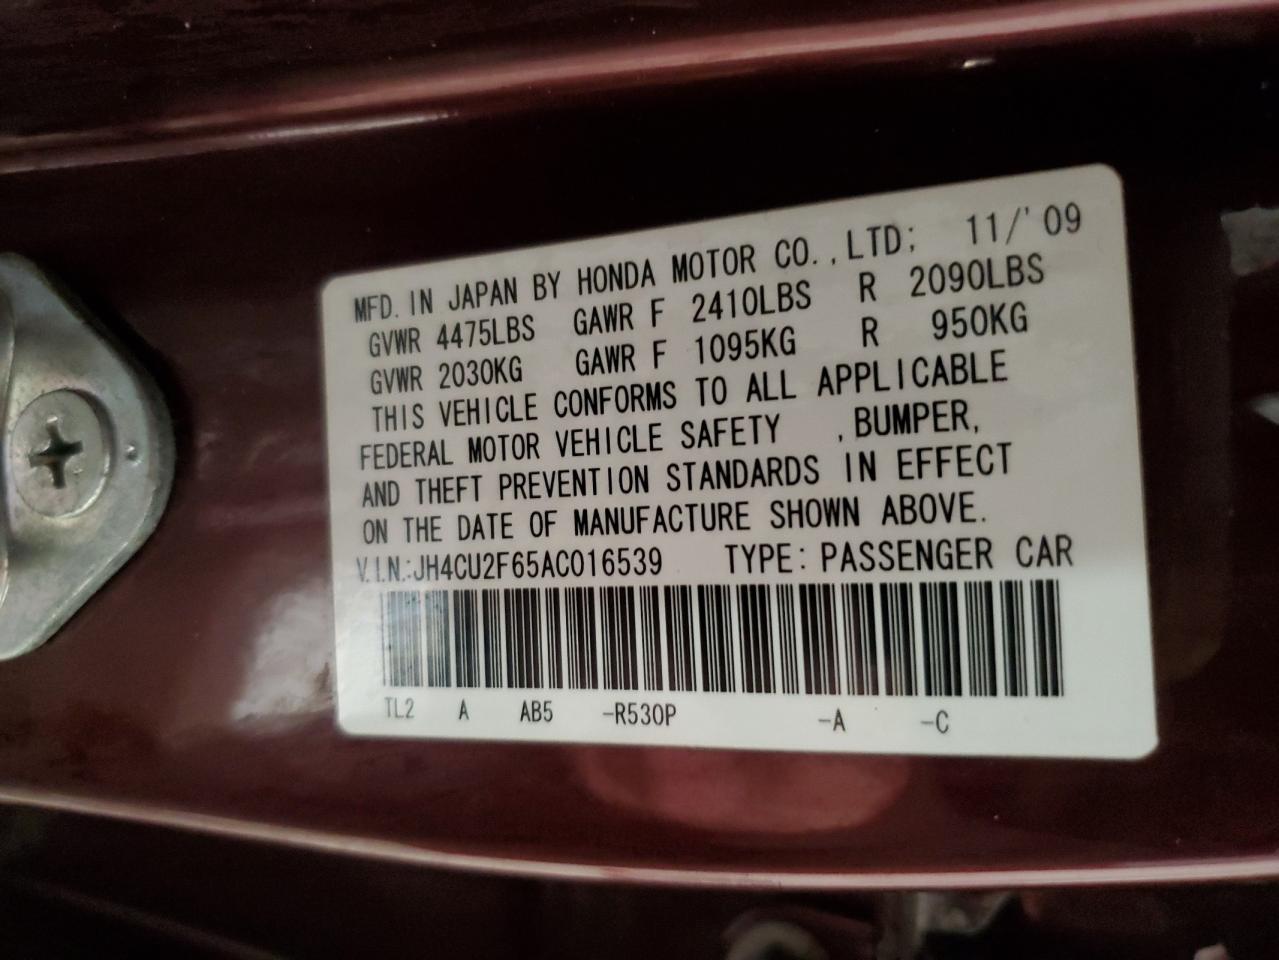 MFD. IN JAPAN BY HONDA MOTOR CO., LTD; 11/'09
GVWR 4475LBS GAWR F 2410LBS R 2090LBS
GVWR 2030KG GAWR F 1095KG R 950KG
THIS VEHICLE CONFORMS TO ALL APPLICABLE
FEDERAL MOTOR VEHICLE SAFETY , BUMPER,
AND THEFT PREVENTION STANDARDS IN EFFECT
ON THE DATE OF MANUFACTURE SHOWN ABOVE.
V.I.N.:JH4CU2F65AC016539 TYPE: PASSENGER CAR
TL2 A AB5 -R530P -A -C